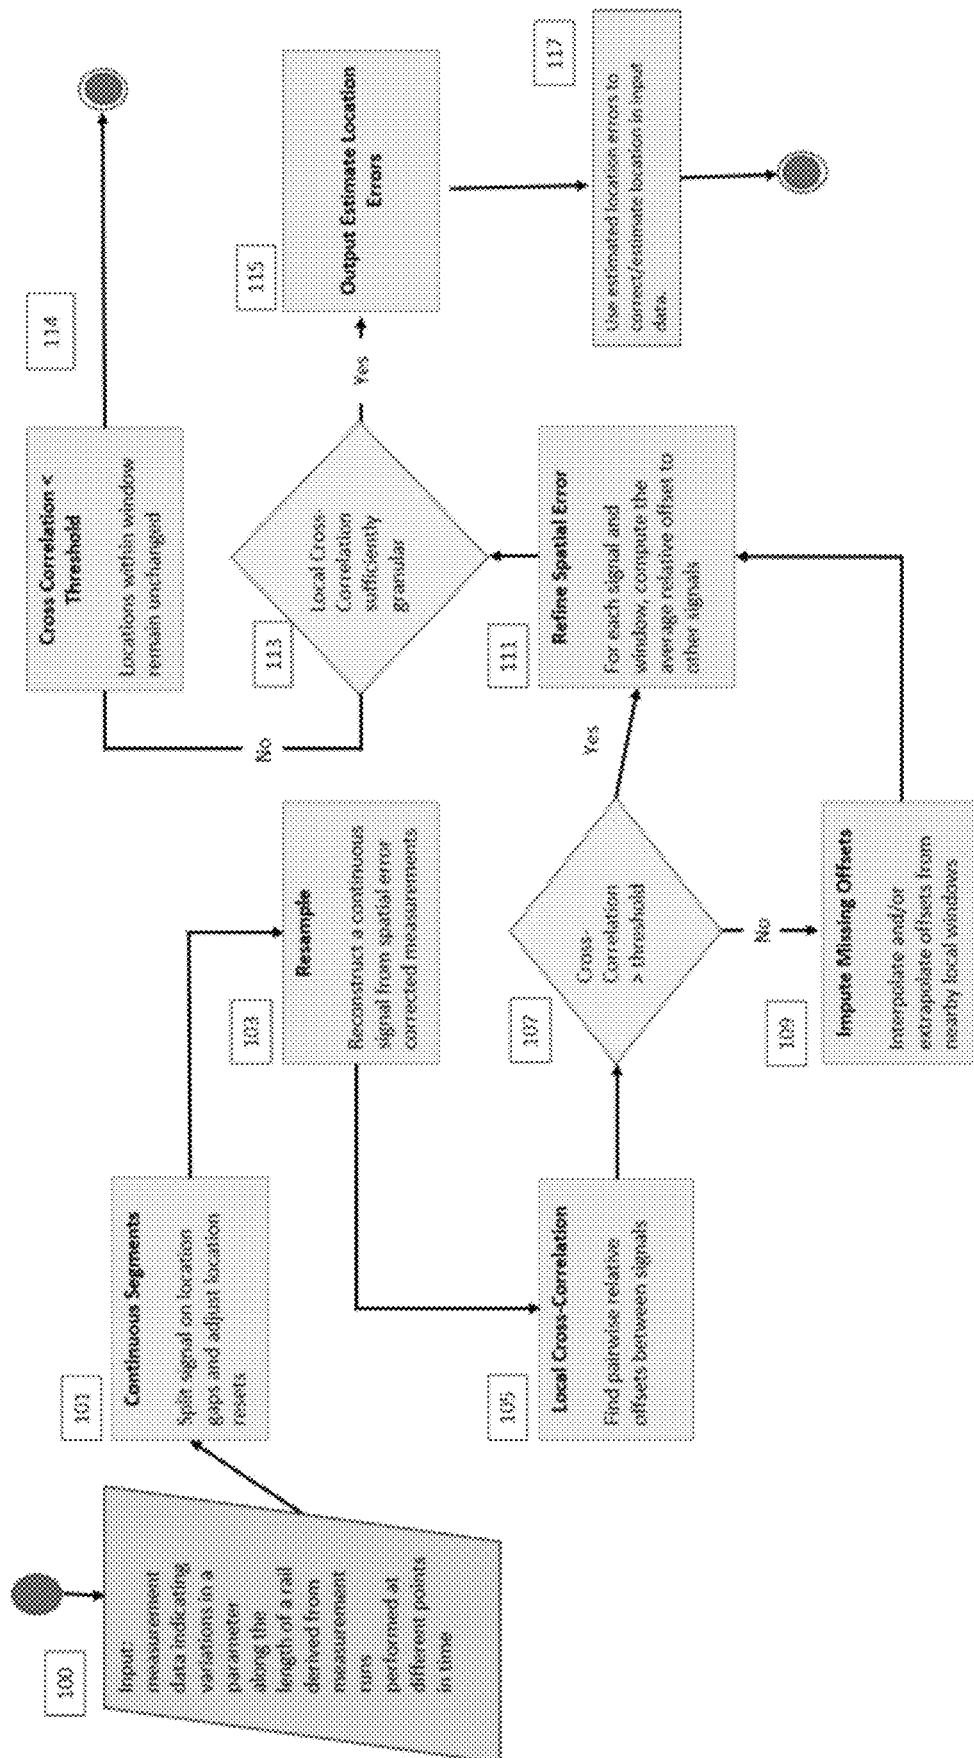 100
Input:
measurement
data indicating
variations in a
parameter
along the
length of a rail
derived from
measurement
runs
performed at
different points
in time
101
Continuous Segments
Split signal on location
gaps and adjust location
resets
103
Resample
Reconstruct a continuous
signal from spatial error
corrected measurements
105
Local Cross-Correlation
Find pairwise relative
offsets between signals
107
Cross-
Correlation
> threshold
No
Yes
109
Impute Missing Offsets
Interpolate and/or
extrapolate offsets from
nearby local windows
111
Refine Spatial Error
For each signal and
window, compute the
average relative offset to
other signals
113
Local Cross-
Correlation
sufficiently
granular
No
Yes
114
Cross Correlation <
Threshold
Locations within window
remain unchanged
115
Output Estimate Location
Errors
117
Use estimated location errors to
correct/estimate location in input
data.